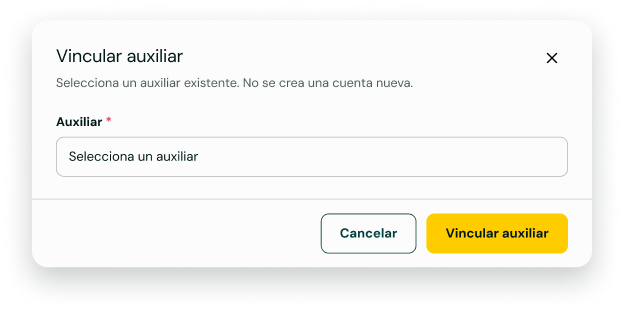 Vincular auxiliar
Selecciona un auxiliar existente. No se crea una cuenta nueva.
Auxiliar *
Selecciona un auxiliar
Cancelar
Vincular auxiliar